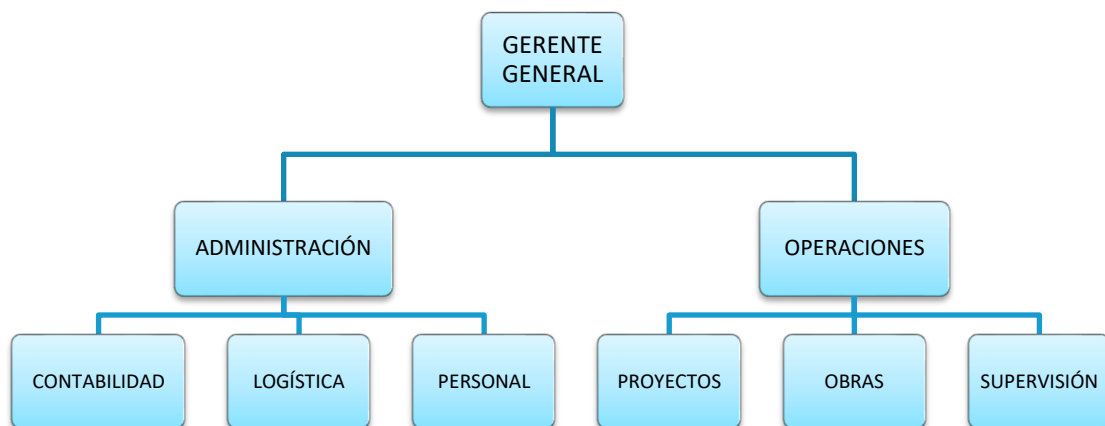 GERENTE
GENERAL
ADMINISTRACIÓN
OPERACIONES
CONTABILIDAD
LOGÍSTICA
PERSONAL
PROYECTOS
OBRAS
SUPERVISIÓN